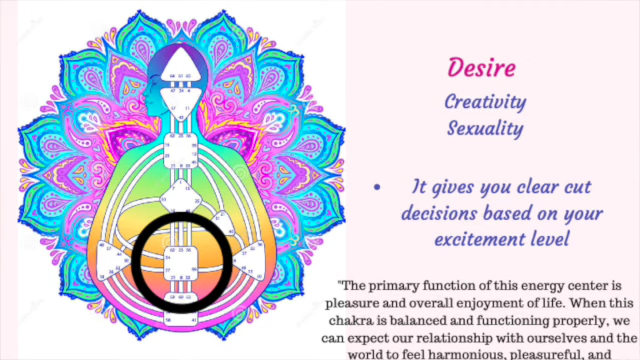 Desire
Creativity
Sexuality
• It gives you clear cut
decisions based on your
excitement level
"The primary function of this energy center is
pleasure and overall enjoyment of life. When this
chakra is balanced and functioning properly, we
can expect our relationship with ourselves and the
world to feel harmonious, pleasureful, and